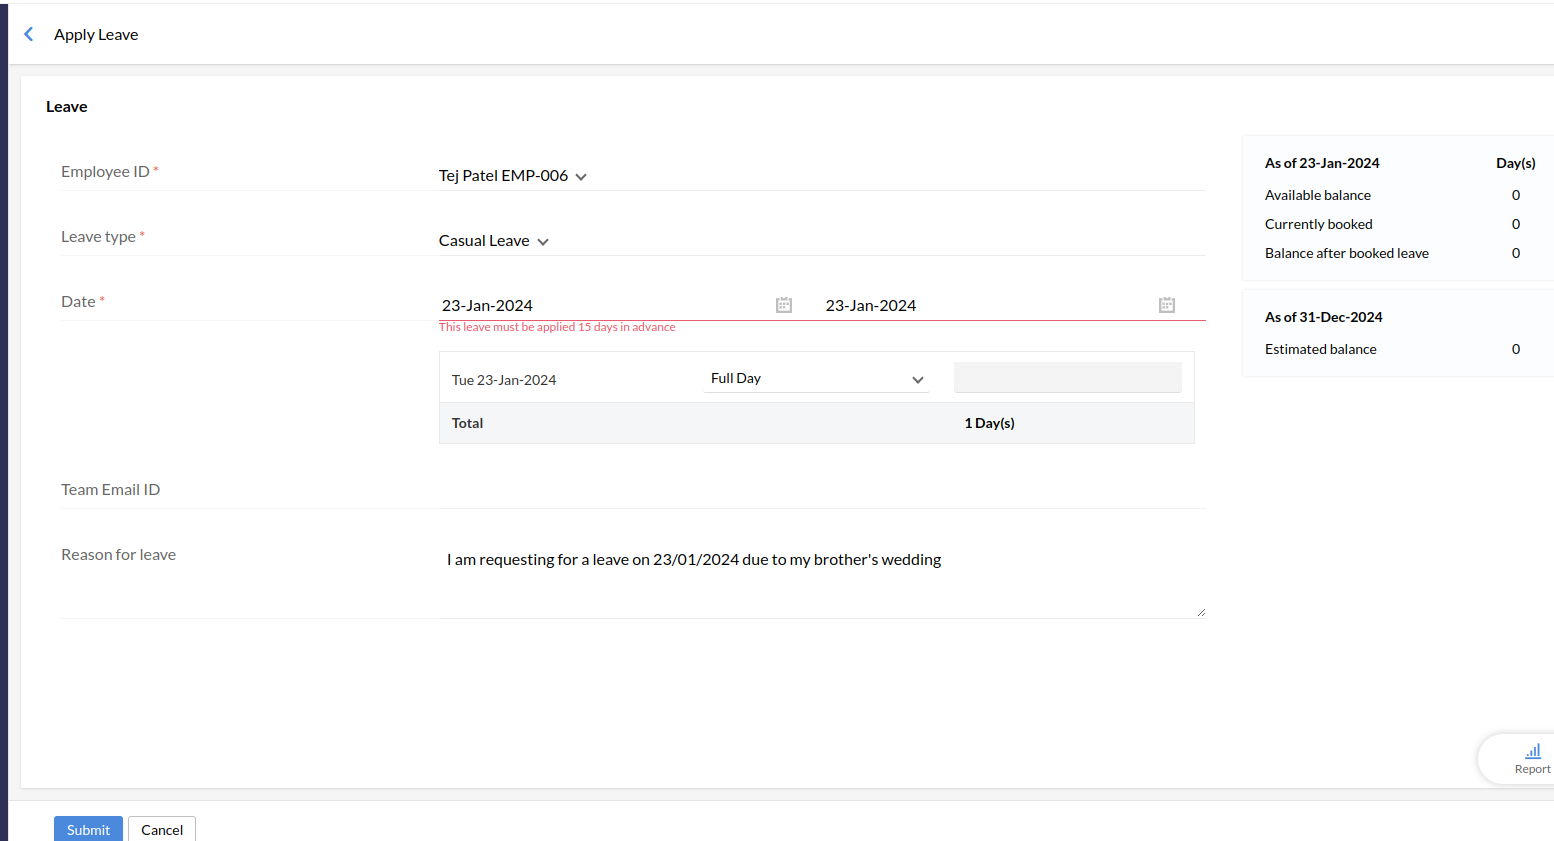 Apply Leave
Leave
Employee ID *
Tej Patel EMP-006
Leave type *
Casual Leave
Date *
23-Jan-2024
23-Jan-2024
This leave must be applied 15 days in advance
Tue 23-Jan-2024
Full Day
Total
1 Day(s)
Team Email ID
Reason for leave
I am requesting for a leave on 23/01/2024 due to my brother's wedding
As of 23-Jan-2024 Day(s)
Available balance 0
Currently booked 0
Balance after booked leave 0
As of 31-Dec-2024
Estimated balance 0
Report
Submit
Cancel